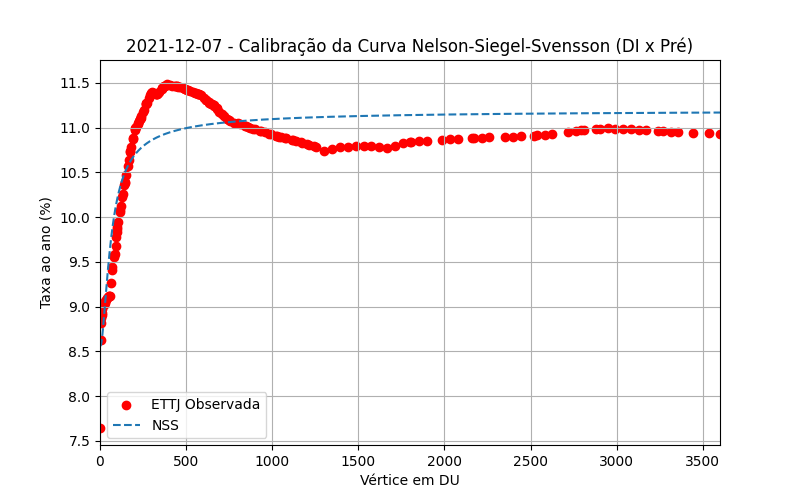 2021-12-07 - Calibração da Curva Nelson-Siegel-Svensson (DI x Pré)
Taxa ao ano (%)
11.5
11.0
10.5
10.0
9.5
9.0
8.5
8.0
7.5
ETTJ Observada
NSS
0 500 1000 1500 2000 2500 3000 3500
Vértice em DU